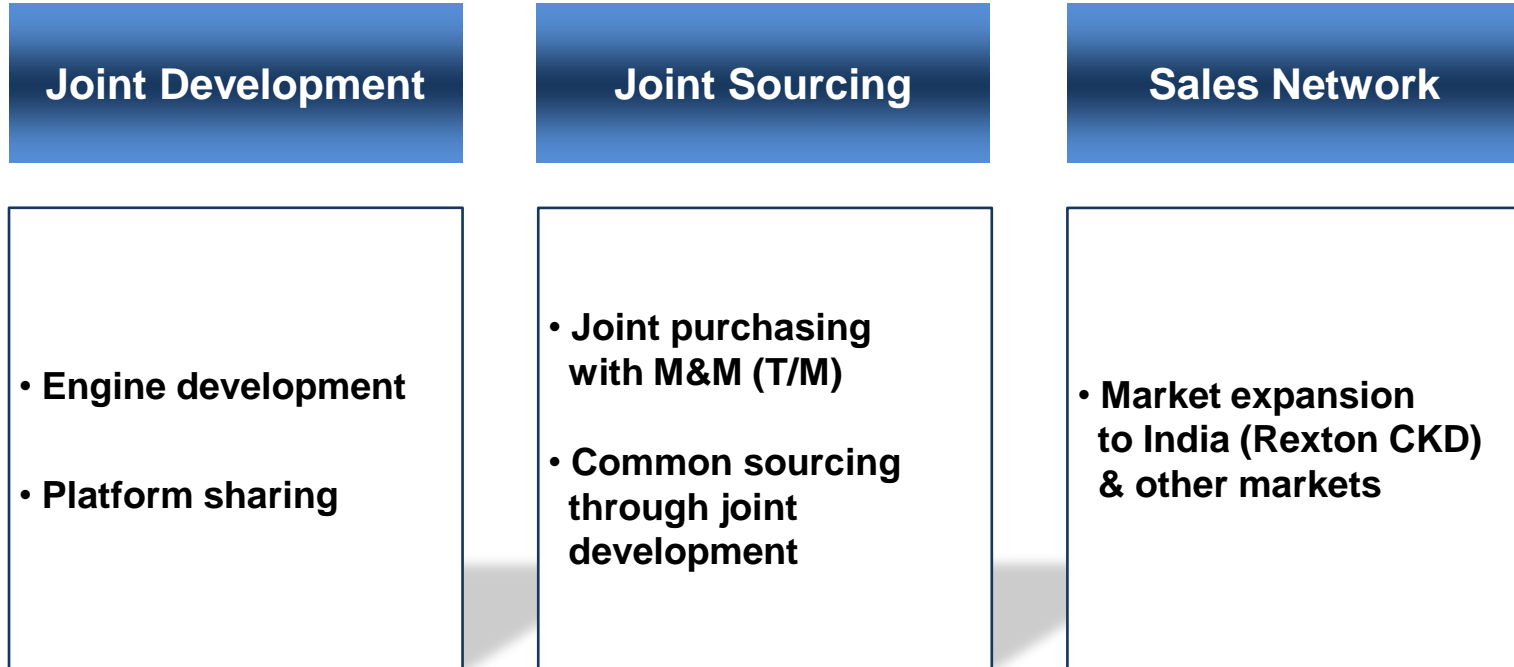 Joint Development
Joint Sourcing
Sales Network
• Engine development
• Platform sharing
• Joint purchasing
with M&M (T/M)
• Common sourcing
through joint
development
• Market expansion
to India (Rexton CKD)
& other markets